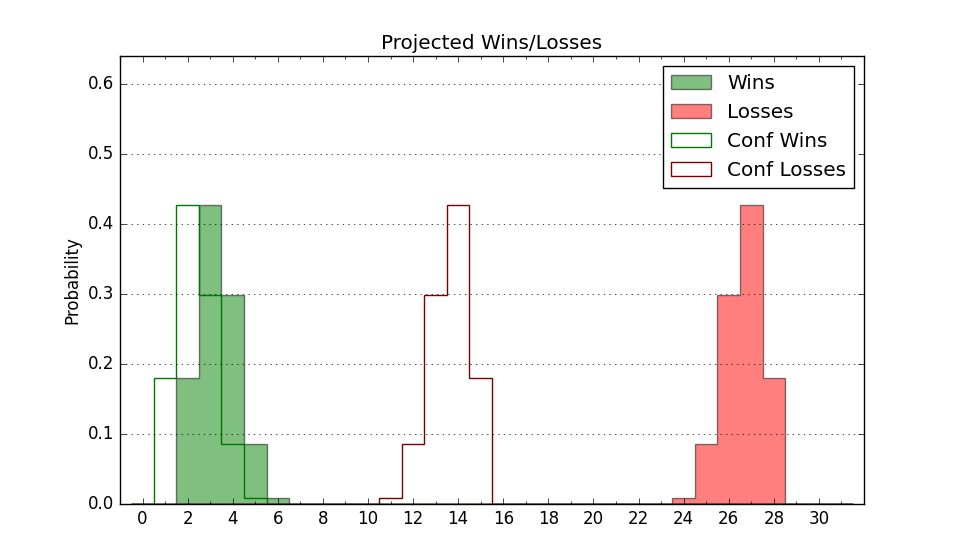 Projected Wins/Losses
Wins
Losses
Conf Wins
Conf Losses
Probability
0.6
0.5
0.4
0.3
0.2
0.1
0.0
0 2 4 6 8 10 12 14 16 18 20 22 24 26 28 30